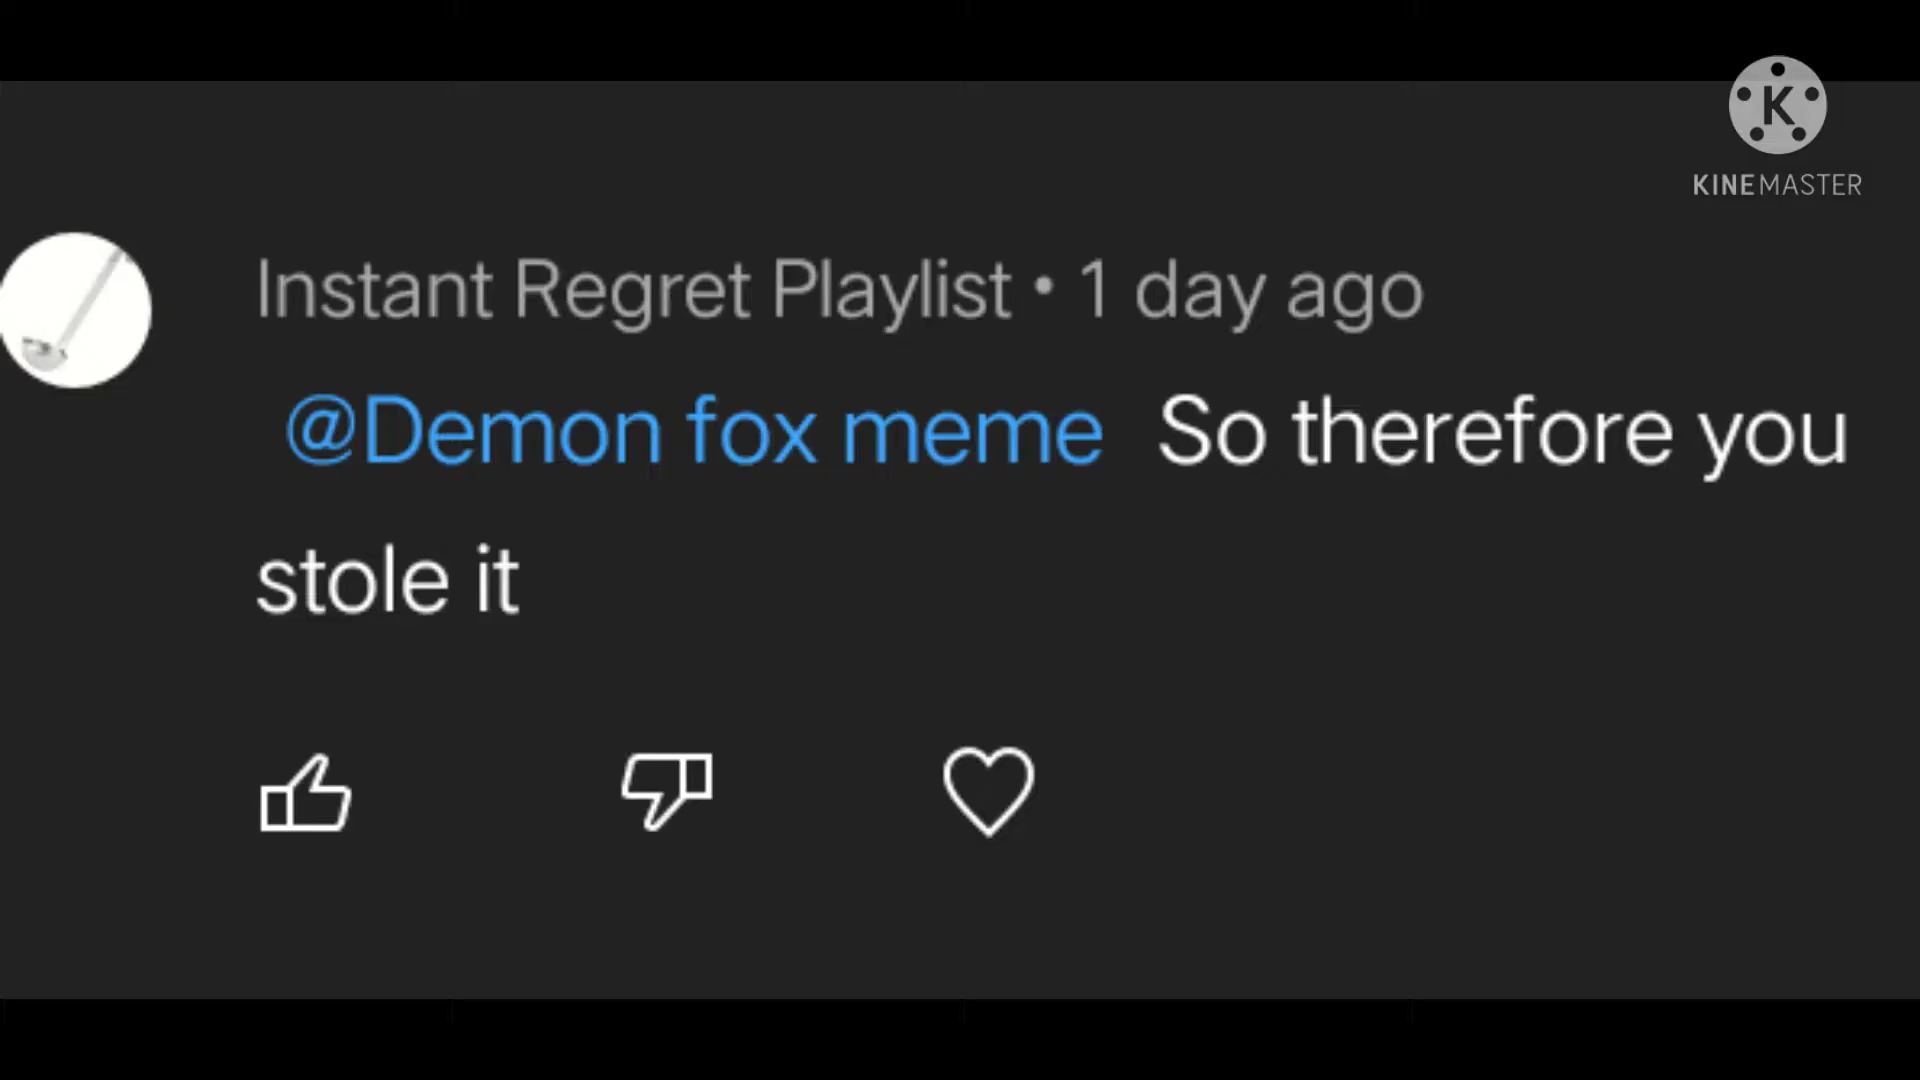 K
KINEMASTER
Instant Regret Playlist • 1 day ago
@Demon fox meme So therefore you
stole it